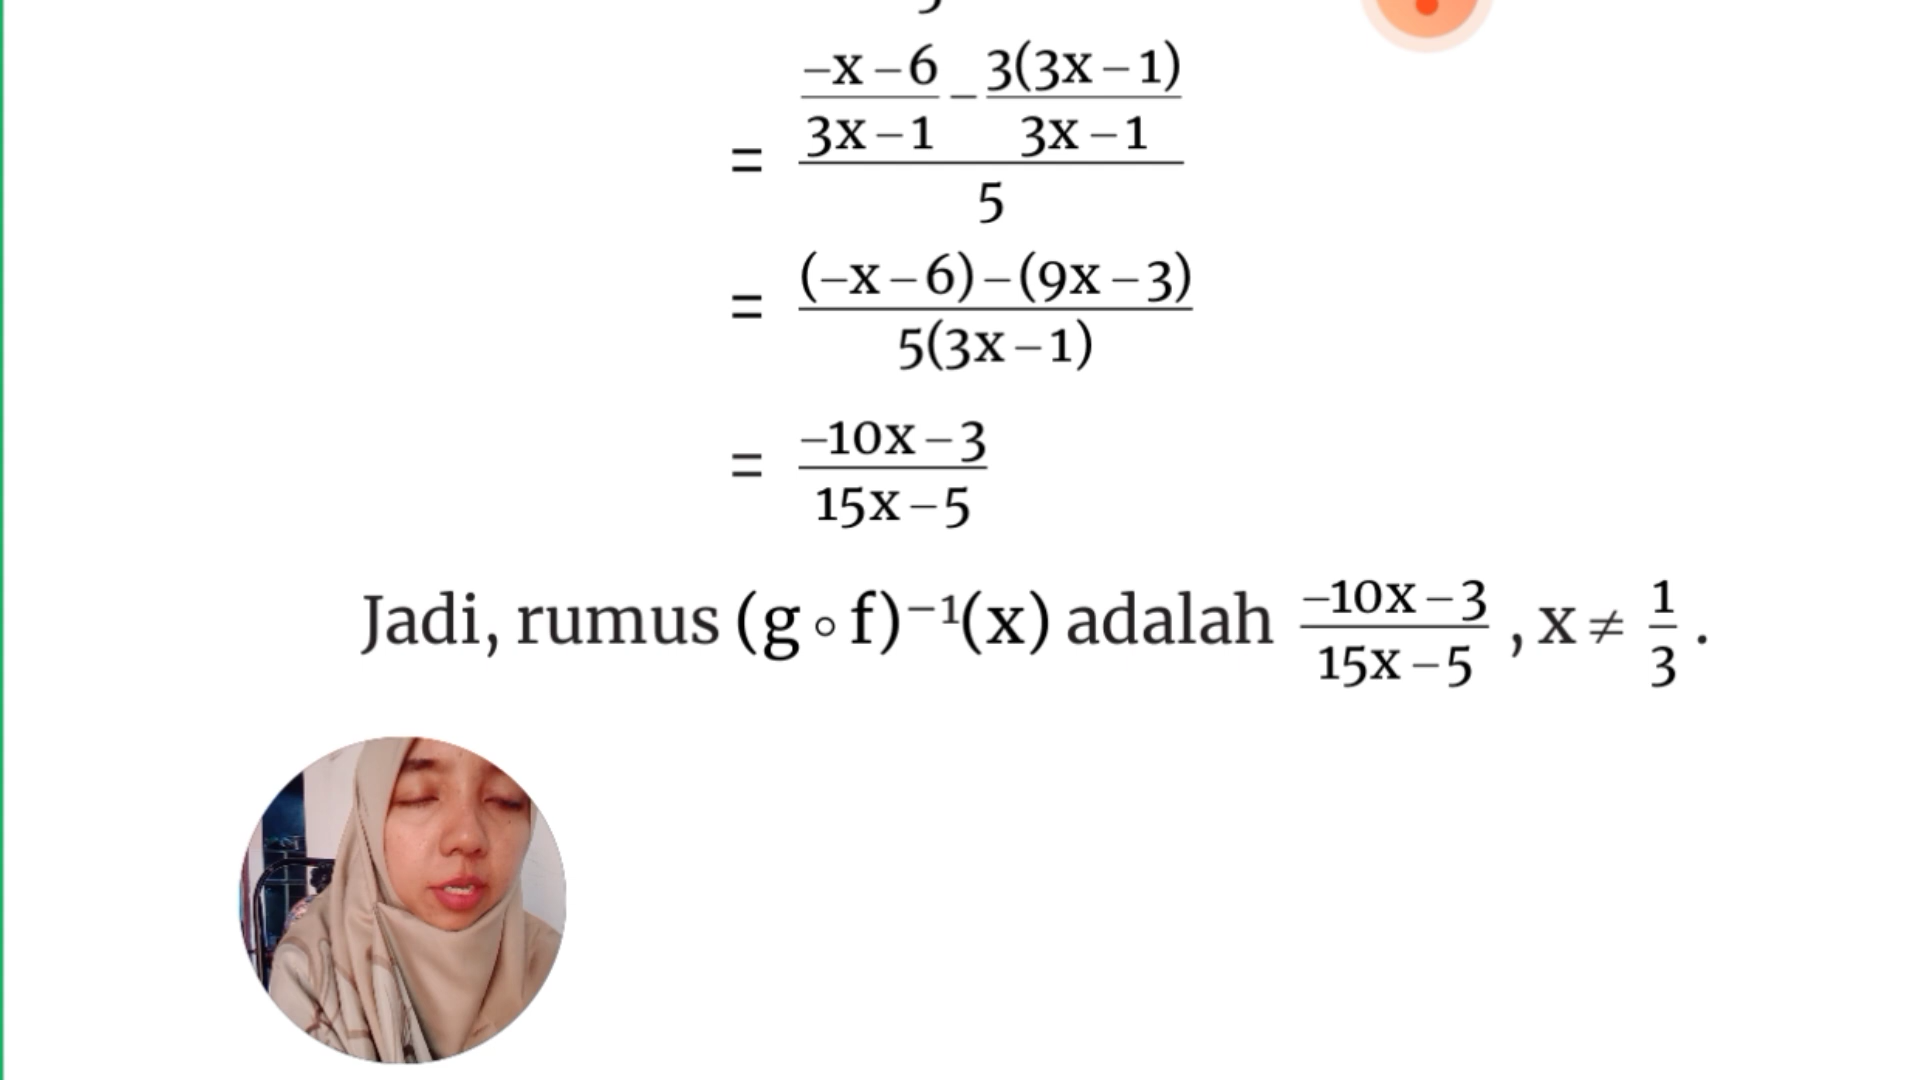 = ((–x – 6)/(3x – 1) – 3(3x – 1)/(3x – 1))/5
= ((–x – 6) – (9x – 3))/(5(3x – 1))
= (–10x – 3)/(15x – 5)
Jadi, rumus (g ∘ f)⁻¹(x) adalah (–10x – 3)/(15x – 5) , x ≠ 1/3 .